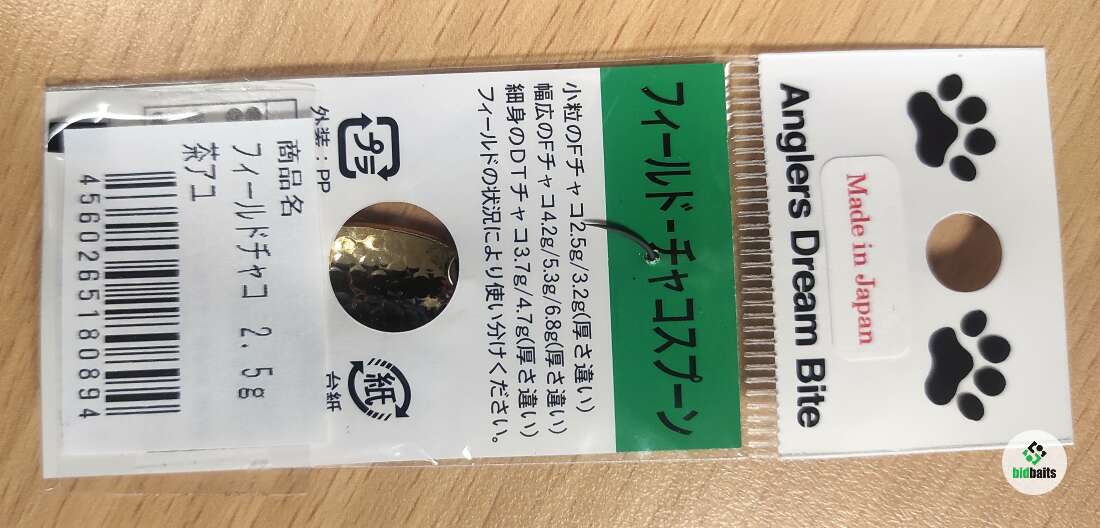 Anglers Dream Bite
Made in Japan
フィールド・チャコスプーン
小粒のFチャコ2.5g/3.2g(厚さ違い)
幅広のFチャコ4.2g/5.3g/6.8g(厚さ違い)
細身のDTチャコ3.7g/4.7g(厚さ違い)
フィールドの状況により使い分けください。
プラ
外装:PP
紙
台紙
商品名
フィールドチャコ 2.5g
茶アユ
4560265180894
bidbaits